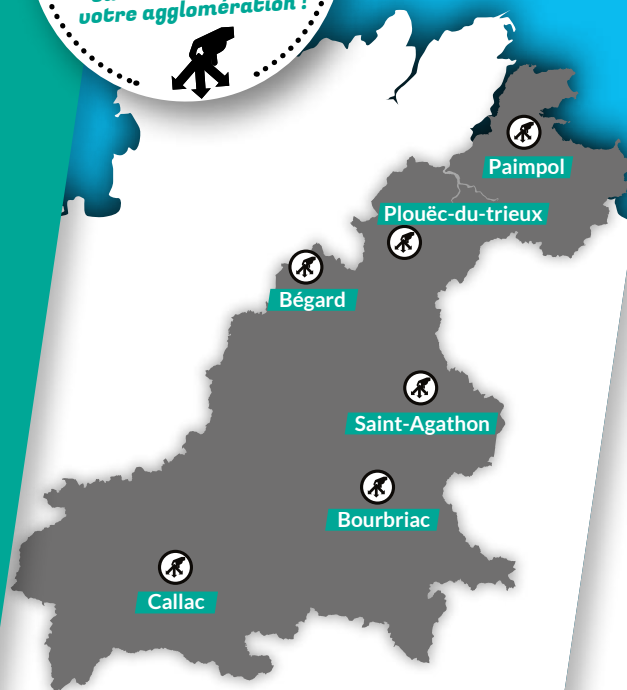 votre agglomération !
Paimpol
Plouëc-du-trieux
Bégard
Saint-Agathon
Bourbriac
Callac